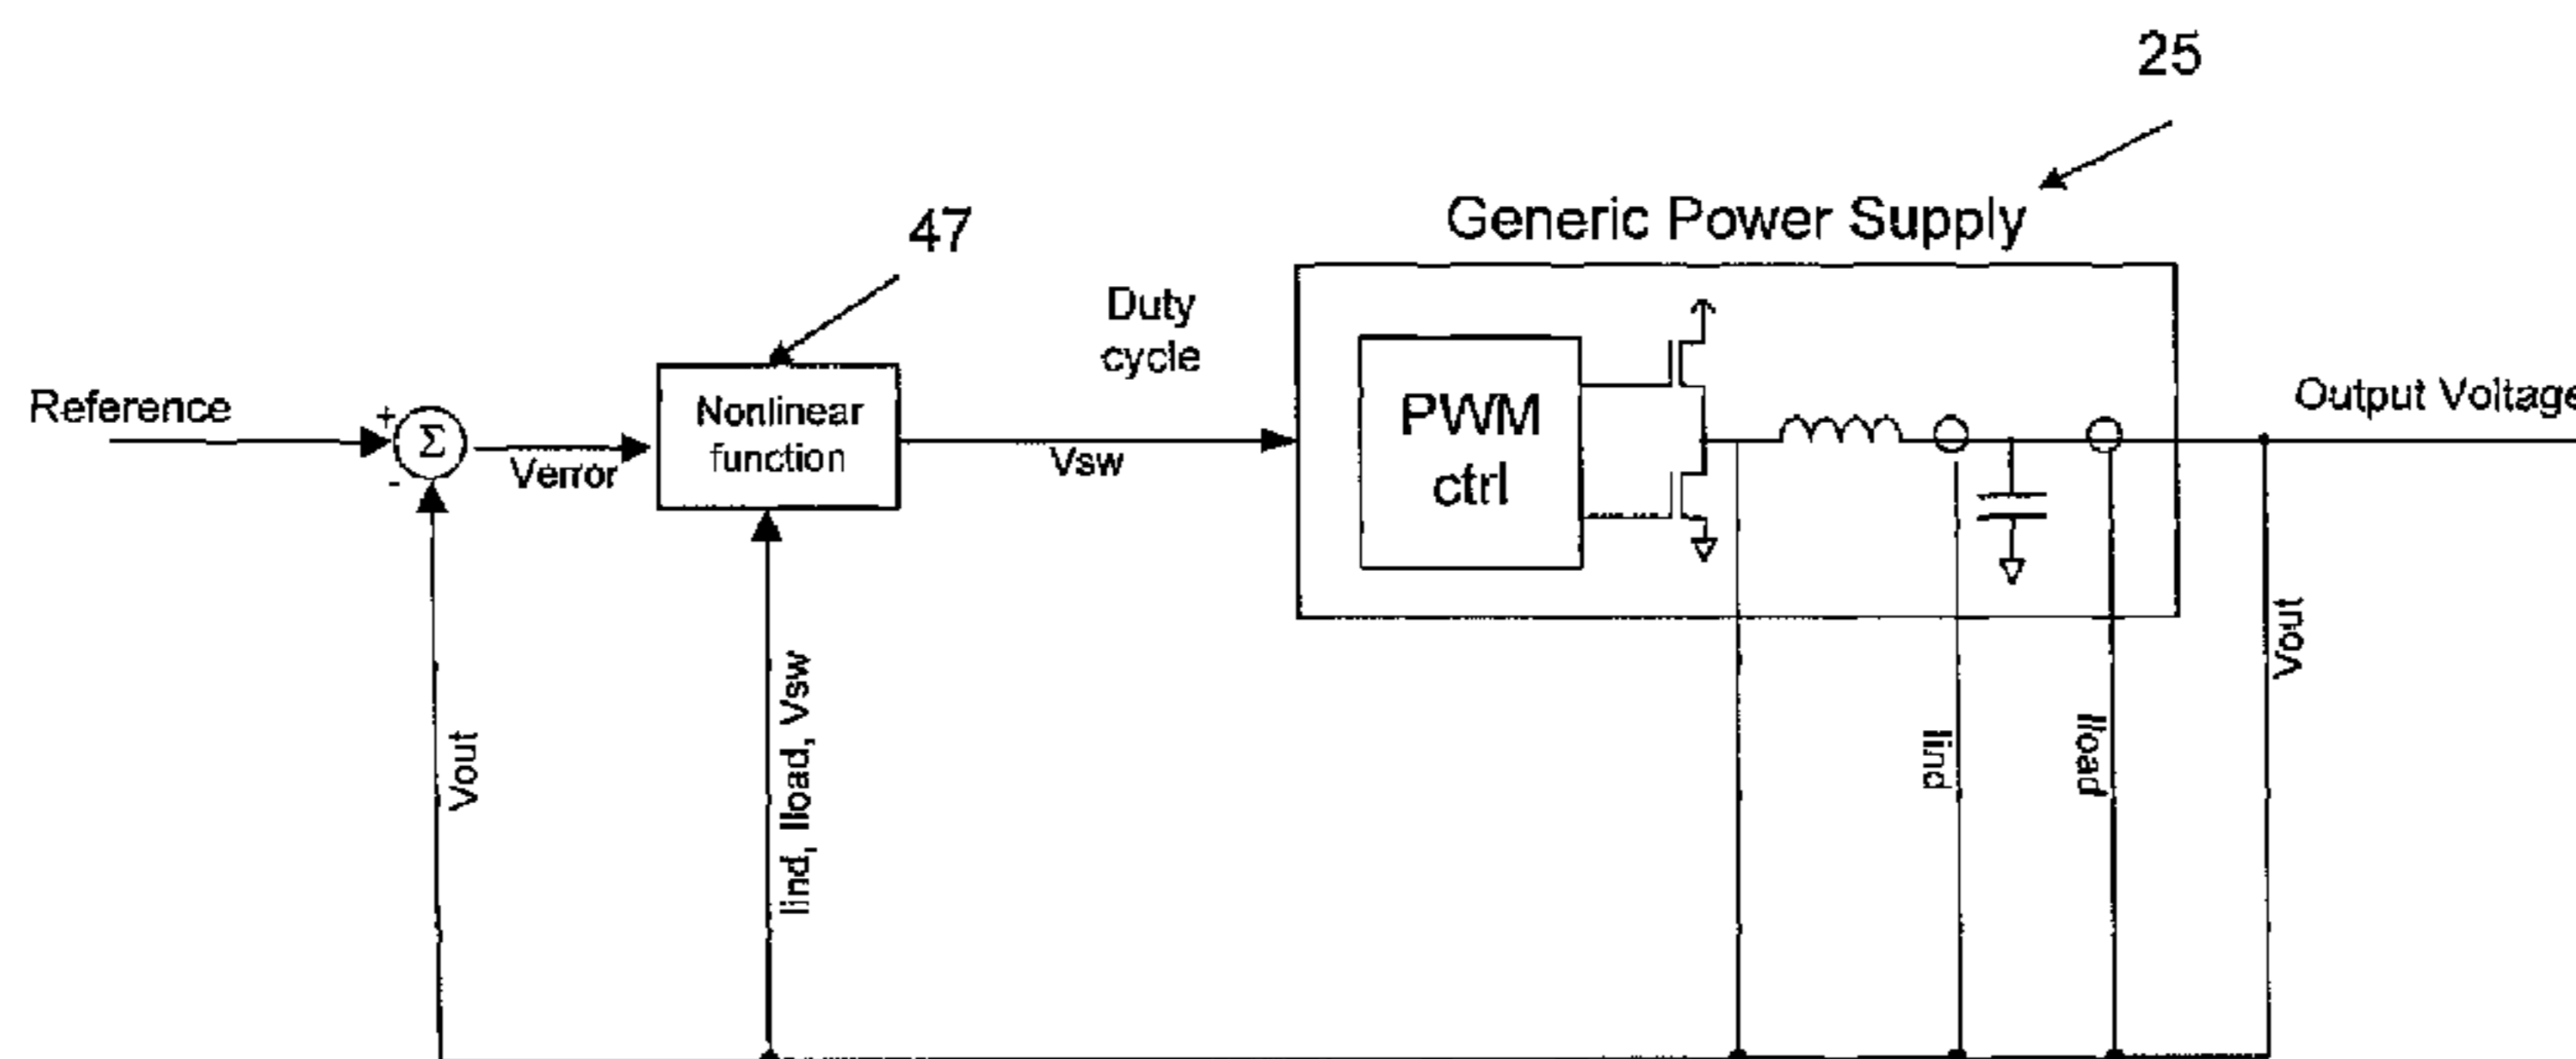 25
Generic Power Supply
47
Duty
cycle
Reference
+
Σ
-
Verror
Nonlinear
function
Vsw
PWM
ctrl
Output Voltage
Vout
Iind, Iload, Vsw
Iind
Iload
Vout